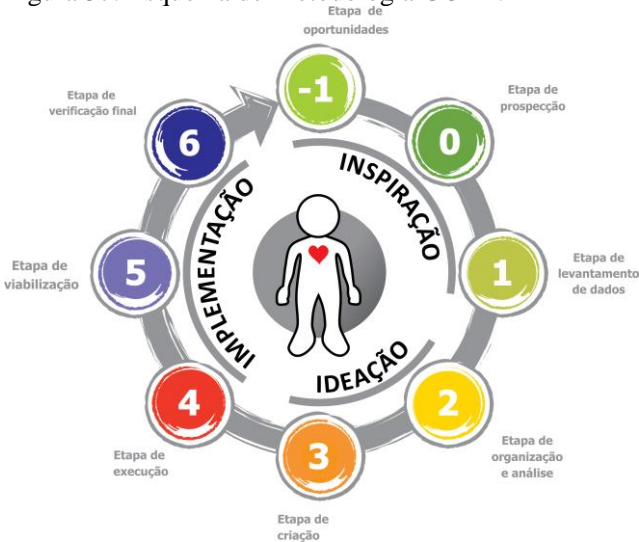 Etapa de
oportunidades
-1
Etapa de
prospecção
0
Etapa de
levantamento
de dados
1
Etapa de
organização
e análise
2
Etapa de
criação
3
Etapa de
execução
4
Etapa de
viabilização
5
Etapa de
verificação final
6
INSPIRAÇÃO
IDEAÇÃO
IMPLEMENTAÇÃO